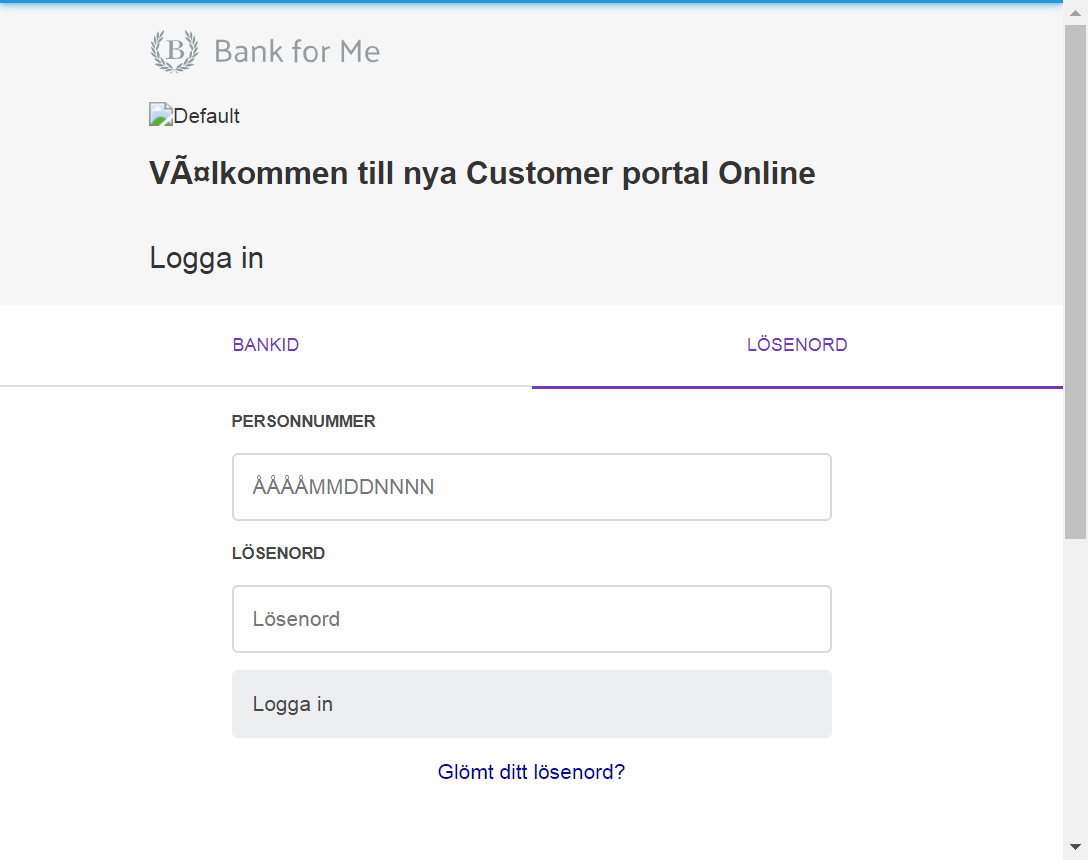 B Bank for Me
Default
VÃ¤lkommen till nya Customer portal Online
Logga in
BANKID
LÖSENORD
PERSONNUMMER
ÅÅÅÅMMDDNNNN
LÖSENORD
Lösenord
Logga in
Glömt ditt lösenord?